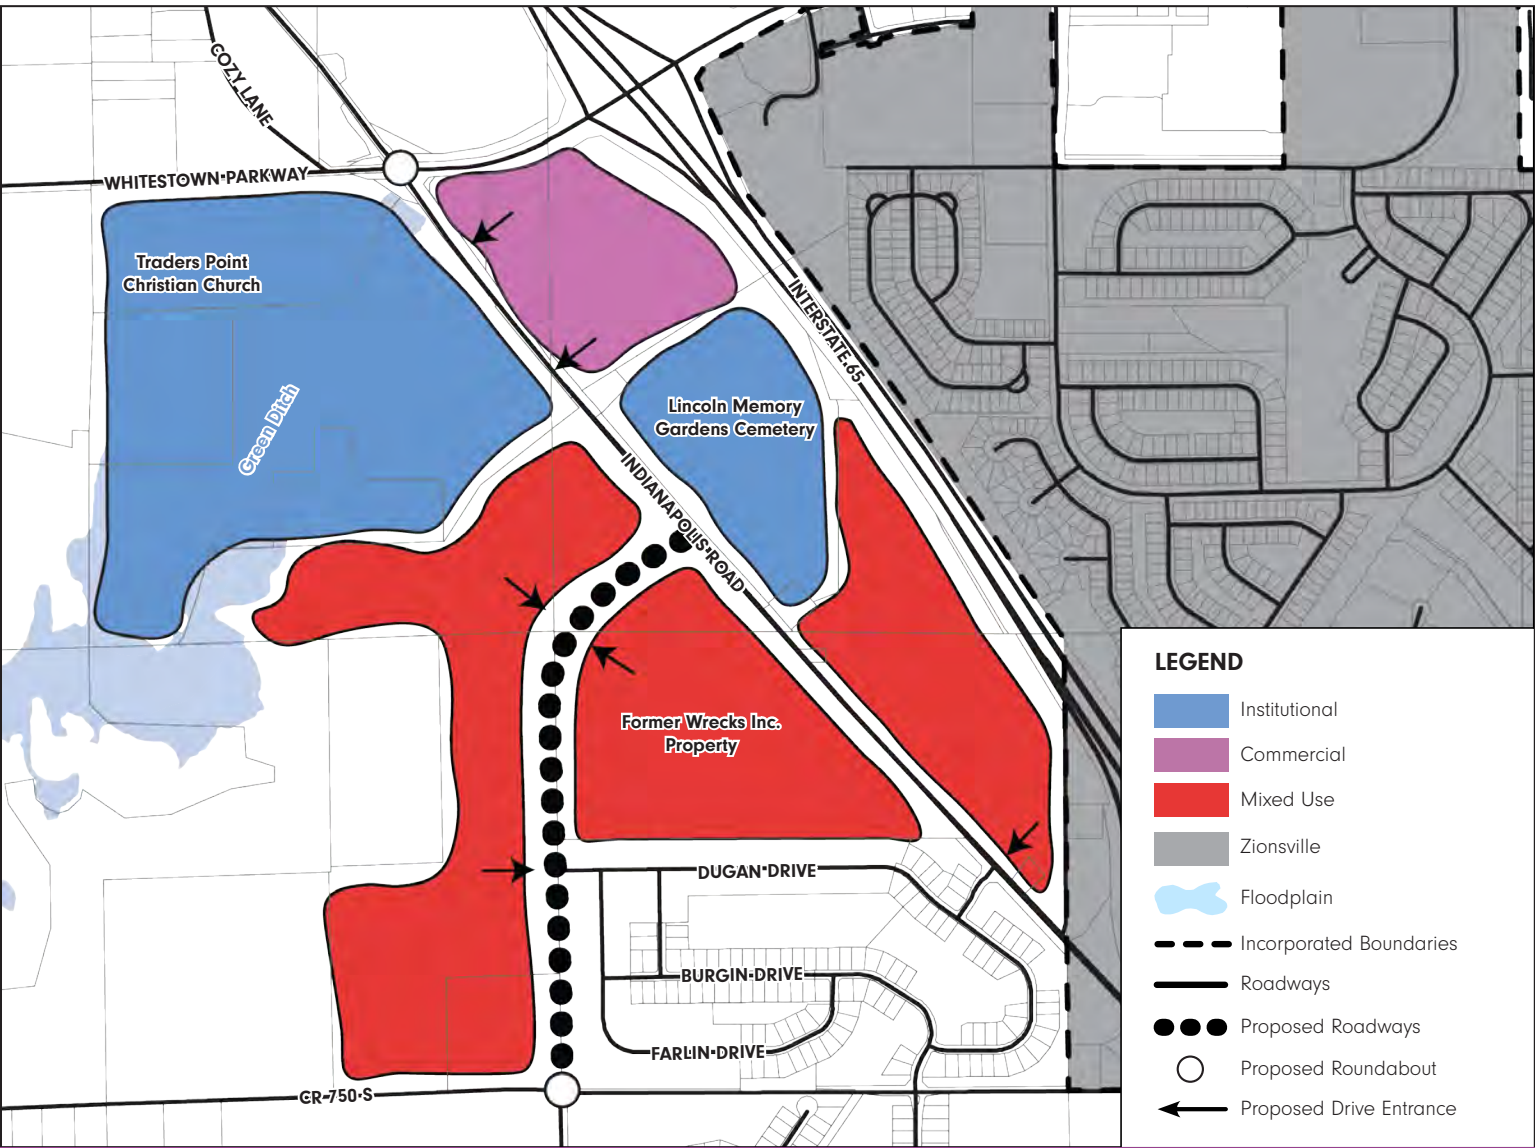 COZY LANE
WHITESTOWN PARKWAY
Traders Point
Christian Church
Green Ditch
INTERSTATE 65
Lincoln Memory
Gardens Cemetery
INDIANAPOLIS ROAD
Former Wrecks Inc.
Property
DUGAN DRIVE
BURGIN DRIVE
FARLIN DRIVE
CR 750 S
LEGEND
Institutional
Commercial
Mixed Use
Zionsville
Floodplain
Incorporated Boundaries
Roadways
Proposed Roadways
Proposed Roundabout
Proposed Drive Entrance